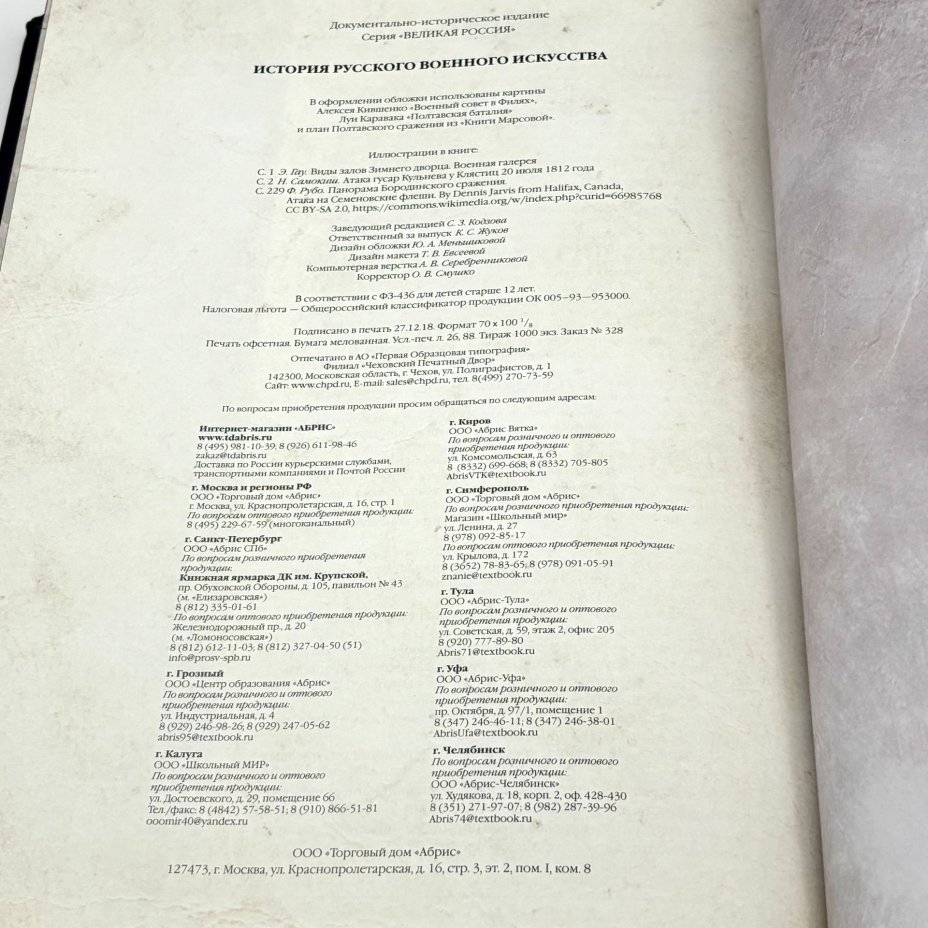 Документально-историческое издание
Серия «ВЕЛИКАЯ РОССИЯ»
ИСТОРИЯ РУССКОГО ВОЕННОГО ИСКУССТВА
В оформлении обложки использованы картины
Алексея Кившенко «Военный совет в Филях»,
Луи Каравака «Полтавская баталия»
и план Полтавского сражения из «Книги Марсовой».
Иллюстрации в книге:
С. 1 Э. Гау. Виды залов Зимнего дворца. Военная галерея
С. 2 Н. Самокиш. Атака гусар Кульнева у Клястиц 20 июля 1812 года
С. 229 Ф. Рубо. Панорама Бородинского сражения.
Атака на Семеновские флеши. By Dennis Jarvis from Halifax, Canada,
CC BY-SA 2.0, https://commons.wikimedia.org/w/index.php?curid=66985768
Заведующий редакцией С. З. Кодзова
Ответственный за выпуск К. С. Жуков
Дизайн обложки Ю. А. Меньшиковой
Дизайн макета Т. В. Евсеевой
Компьютерная верстка А. В. Серебренниковой
Корректор О. В. Смушко
В соответствии с ФЗ-436 для детей старше 12 лет.
Налоговая льгота — Общероссийский классификатор продукции ОК 005–93—953000.
Подписано в печать 27.12.18. Формат 70 х 100 1/8
Печать офсетная. Бумага мелованная. Усл.-печ. л. 26, 88. Тираж 1000 экз. Заказ № 328
Отпечатано в АО «Первая Образцовая типография»
Филиал «Чеховский Печатный Двор»
142300, Московская область, г. Чехов, ул. Полиграфистов, д. 1
Сайт: www.chpd.ru, E-mail: sales@chpd.ru, тел. 8(499) 270-73-59
По вопросам приобретения продукции просим обращаться по следующим адресам:
Интернет-магазин «АБРИС»
www.tdabris.ru
8 (495) 981-10-39; 8 (926) 611-98-46
zakaz@tdabris.ru
Доставка по России курьерскими службами,
транспортными компаниями и Почтой России
г. Москва и регионы РФ
ООО «Торговый дом «Абрис»
г. Москва, ул. Краснопролетарская, д. 16, стр. 1
По вопросам оптового приобретения продукции:
8 (495) 229-67-59 (многоканальный)
г. Санкт-Петербург
ООО «Абрис СПб»
По вопросам розничного приобретения
продукции:
Книжная ярмарка ДК им. Крупской,
пр. Обуховской Обороны, д. 105, павильон № 43
(м. «Елизаровская»)
8 (812) 335-01-61
По вопросам оптового приобретения продукции:
Железнодорожный пр., д. 20
(м. «Ломоносовская»)
8 (812) 612-11-03; 8 (812) 327-04-50 (51)
info@prosv-spb.ru
г. Грозный
ООО «Центр образования «Абрис»
По вопросам розничного и оптового
приобретения продукции:
ул. Индустриальная, д. 4
8 (929) 246-98-26; 8 (929) 247-05-62
abris95@textbook.ru
г. Калуга
ООО «Школьный МИР»
По вопросам розничного и оптового
приобретения продукции:
ул. Достоевского, д. 29, помещение 66
Тел./факс: 8 (4842) 57-58-51; 8 (910) 866-51-81
ooomir40@yandex.ru
г. Киров
ООО «Абрис Вятка»
По вопросам розничного и оптового
приобретения продукции:
ул. Комсомольская, д. 63
8 (8332) 699-668; 8 (8332) 705-805
AbrisVTK@textbook.ru
г. Симферополь
ООО «Торговый дом «Абрис»
По вопросам розничного приобретения продукции:
Магазин «Школьный мир»
ул. Ленина, д. 27
8 (978) 092-85-17
По вопросам оптового приобретения продукции:
ул. Крылова, д. 172
8 (3652) 78-83-65; 8 (978) 091-05-91
znanie@textbook.ru
г. Тула
ООО «Абрис-Тула»
По вопросам розничного и оптового
приобретения продукции:
ул. Советская, д. 59, этаж 2, офис 205
8 (920) 777-89-80
Abris71@textbook.ru
г. Уфа
ООО «Абрис-Уфа»
По вопросам розничного и оптового
приобретения продукции:
пр. Октября, д. 97/1, помещение 1
8 (347) 246-46-11; 8 (347) 246-38-01
AbrisUfa@textbook.ru
г. Челябинск
По вопросам розничного и оптового
приобретения продукции:
ООО «Абрис-Челябинск»
ул. Худякова, д. 18, корп. 2, оф. 428-430
8 (351) 271-97-07; 8 (982) 287-39-96
Abris74@textbook.ru
ООО «Торговый дом «Абрис»
127473, г. Москва, ул. Краснопролетарская, д. 16, стр. 3, эт. 2, пом. I, ком. 8